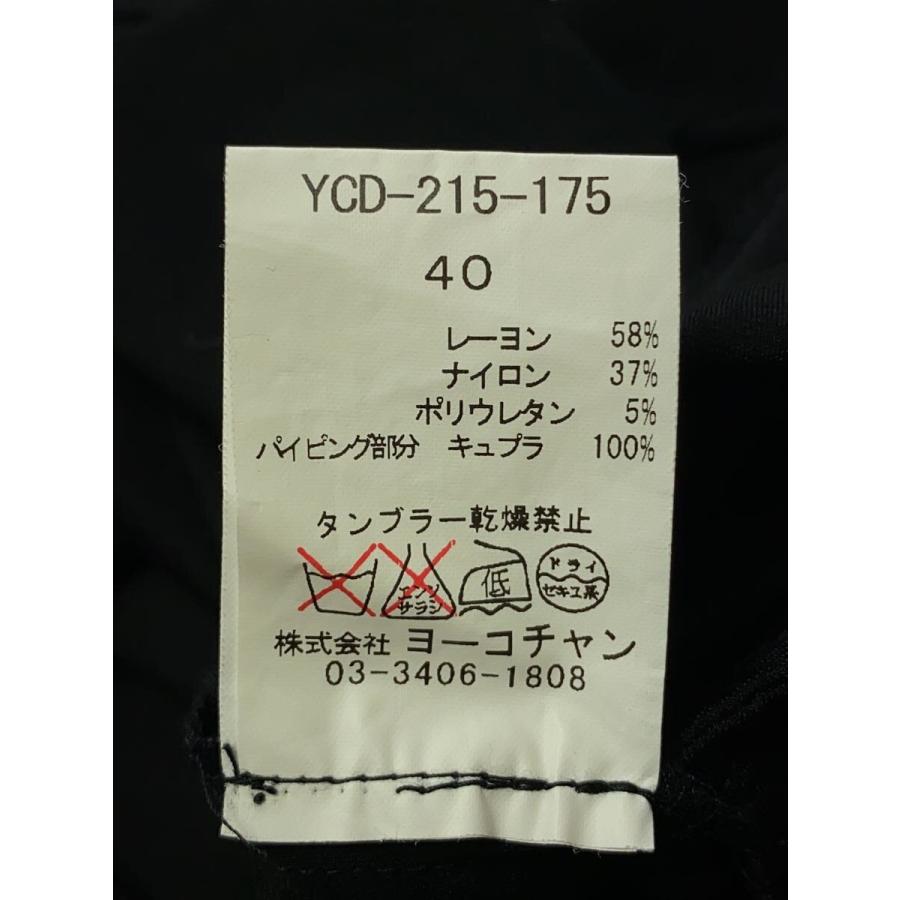 YCD-215-175
40
レーヨン 58%
ナイロン 37%
ポリウレタン 5%
パイピング部分 キュプラ 100%
タンブラー乾燥禁止
エンソ サラシ 低 ドライ セキユ系
株式会社 ヨーコチャン
03-3406-1808